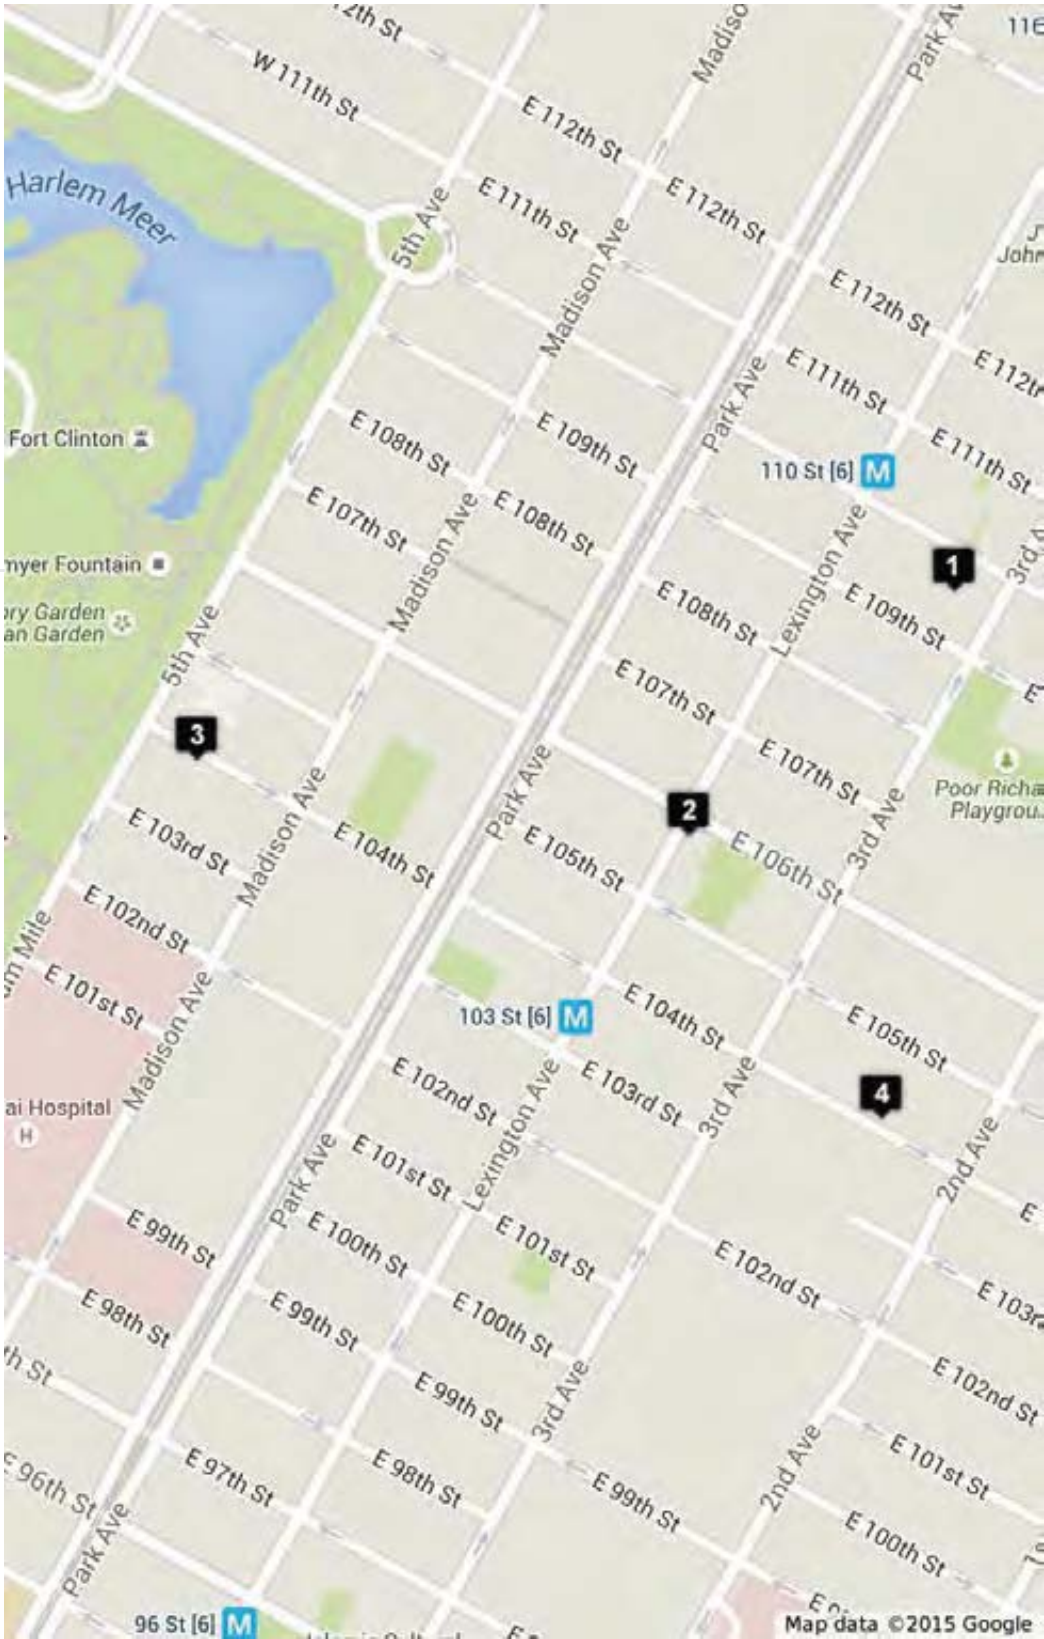 116
Park Av
Madiso
2th St
W 111th St
E 112th St
Harlem Meer
E 111th St
E 112th St
5th Ave
Madison Ave
E 112th St
E 112t
E 111th St
Park Ave
E 108th St
E 109th St
E 111th St
Fort Clinton
110 St [6] M
E 107th St
Madison Ave
E 108th St
Lexington Ave
3rd A
myer Fountain
1
E 108th St
E 109th St
ory Garden
an Garden
5th Ave
E 107th St
E
3
E 107th St
Poor Richa
Playgrou...
Park Ave
2
E 103rd St
Madison Ave
E 104th St
E 105th St
E 106th St
3rd Ave
E 102nd St
um Mile
E 101st St
Madison Ave
103 St [6] M
E 104th St
E 105th St
ai Hospital
H
E 102nd St
E 103rd St
3rd Ave
4
Lexington Ave
E 101st St
Park Ave
2nd Ave
E
E 99th St
E 100th St
E 101st St
E 102nd St
E 103r
E 98th St
E 99th St
E 100th St
th St
E 99th St
3rd Ave
E 102nd St
E 96th St
E 97th St
E 98th St
E 99th St
2nd Ave
E 101st St
Park Ave
E 100th St
96 St [6] M
Map data ©2015 Google